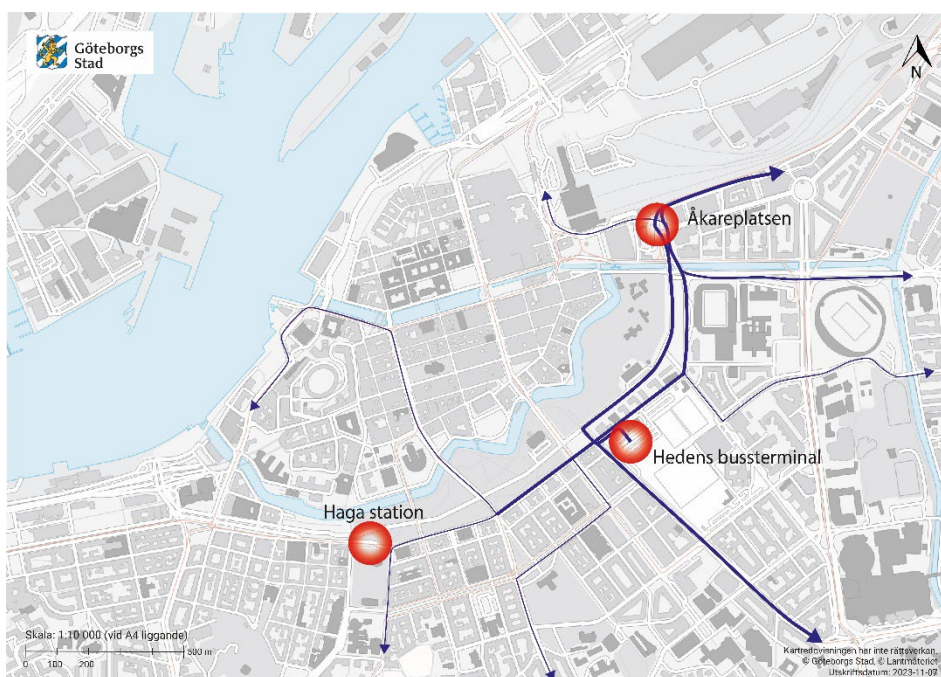 Göteborgs
Stad
N
Åkareplatsen
Hedens bussterminal
Haga station
Skala: 1:10 000 (vid A4 liggande)
0 100 200 500 m
Kartredovisningen har inte rättsverkan.
© Göteborgs Stad, © Lantmäteriet
Utskriftsdatum: 2023-11-07